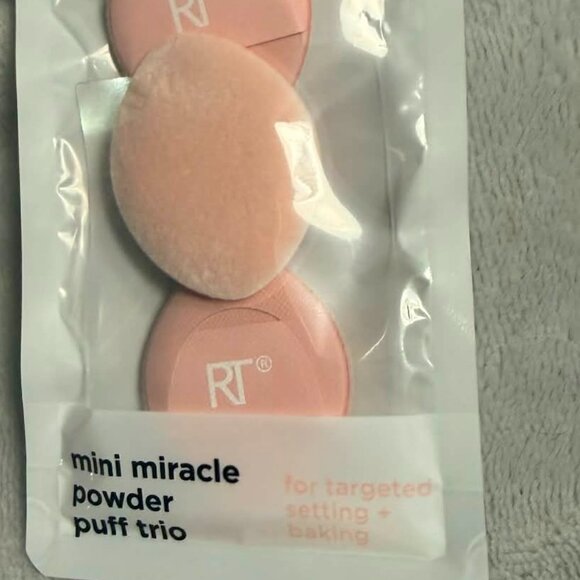 RT
RT®
mini miracle
powder
puff trio
for targeted
setting +
baking